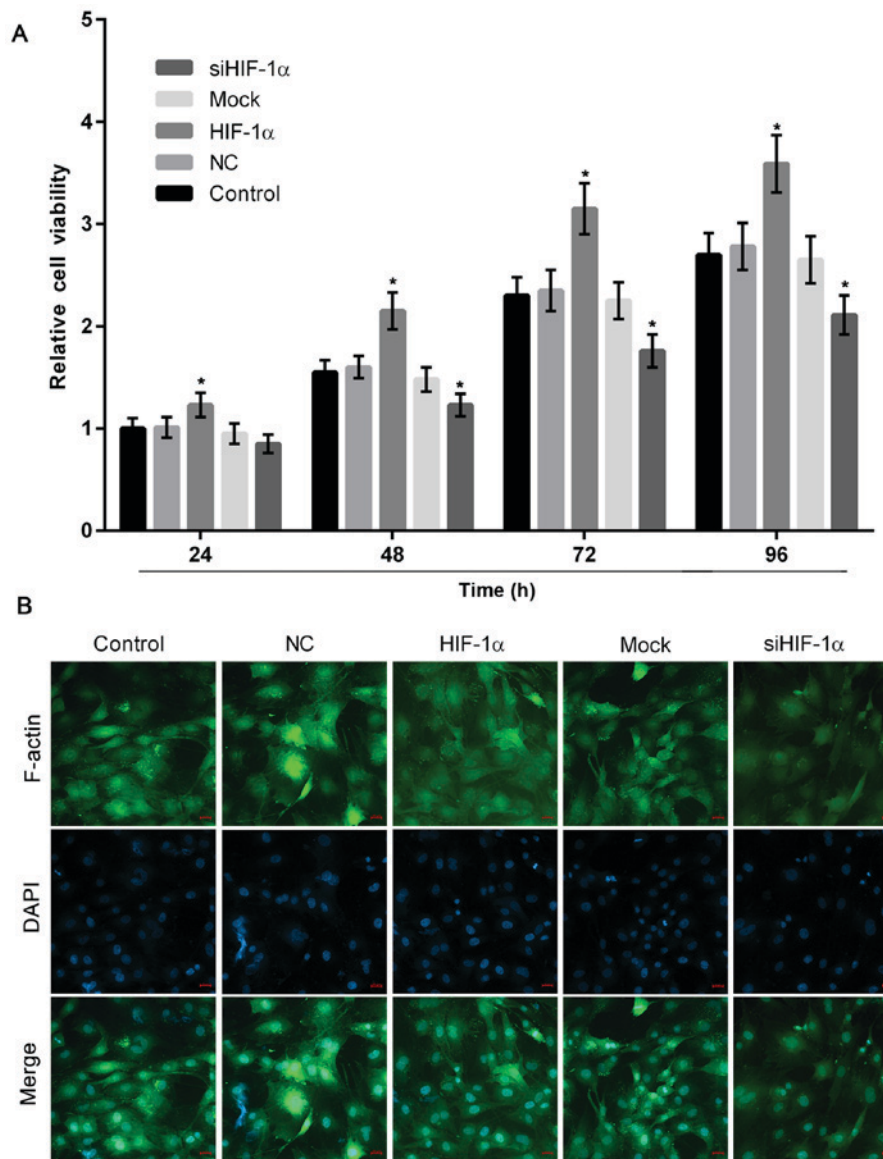 A
5
4
3
2
1
0
Relative cell viability
siHIF-1α
Mock
HIF-1α
NC
Control
*
*
*
*
*
*
*
24 48 72 96
Time (h)
B
Control NC HIF-1α Mock siHIF-1α
F-actin
DAPI
Merge